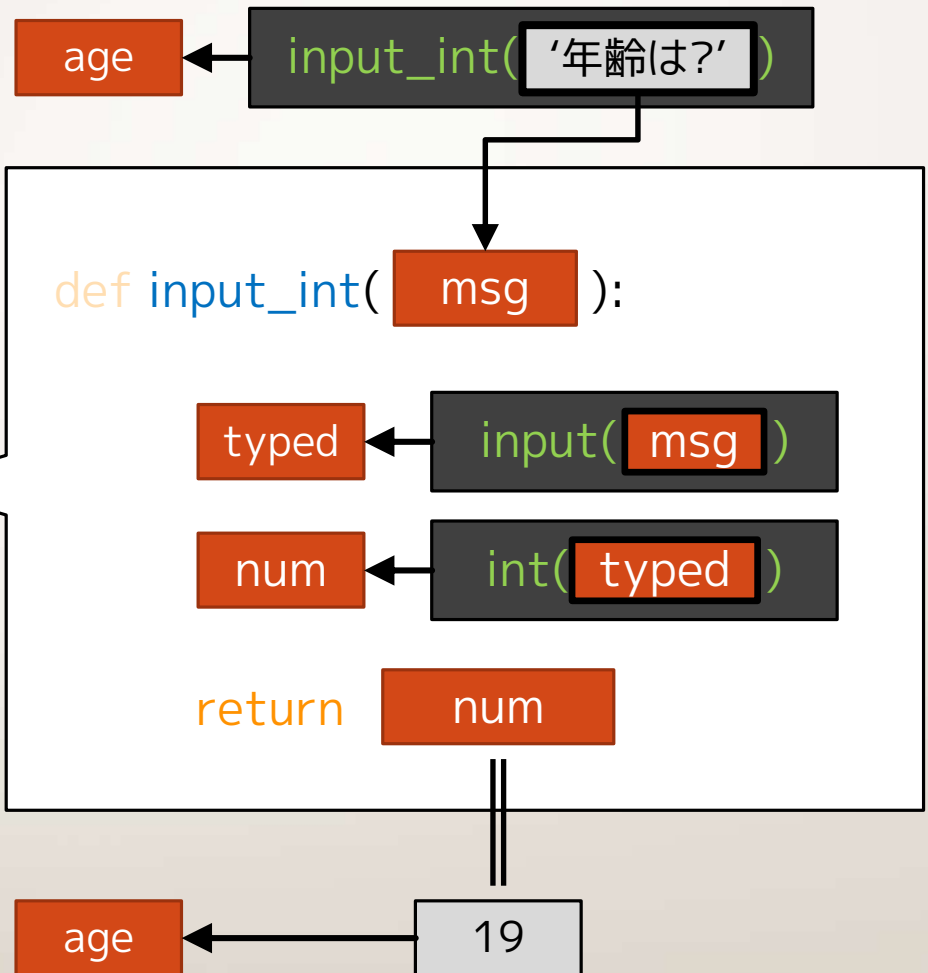 age input_int( ‘年齢は?’ )
def input_int( msg ):
typed input( msg )
num int( typed )
return num
age 19